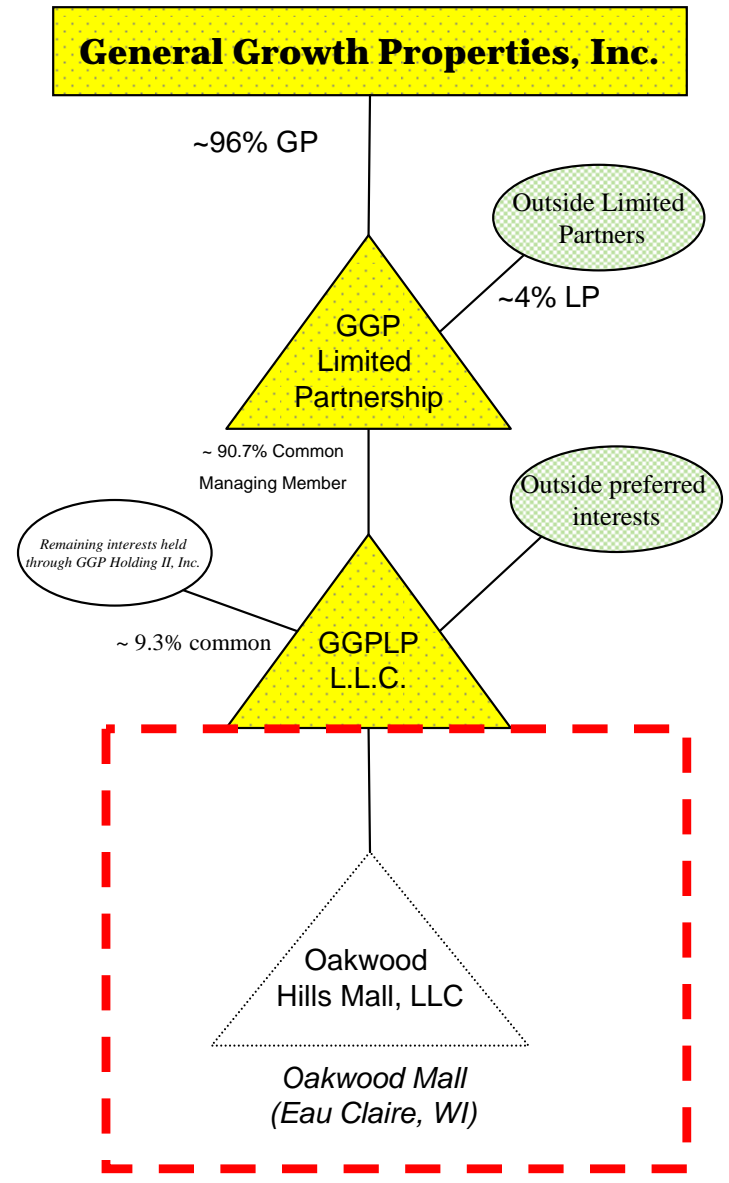 General Growth Properties, Inc.
~96% GP
Outside Limited
Partners
~4% LP
GGP
Limited
Partnership
~ 90.7% Common
Managing Member
Outside preferred
interests
Remaining interests held
through GGP Holding II, Inc.
~ 9.3% common
GGPLP
L.L.C.
Oakwood
Hills Mall, LLC
Oakwood Mall
(Eau Claire, WI)